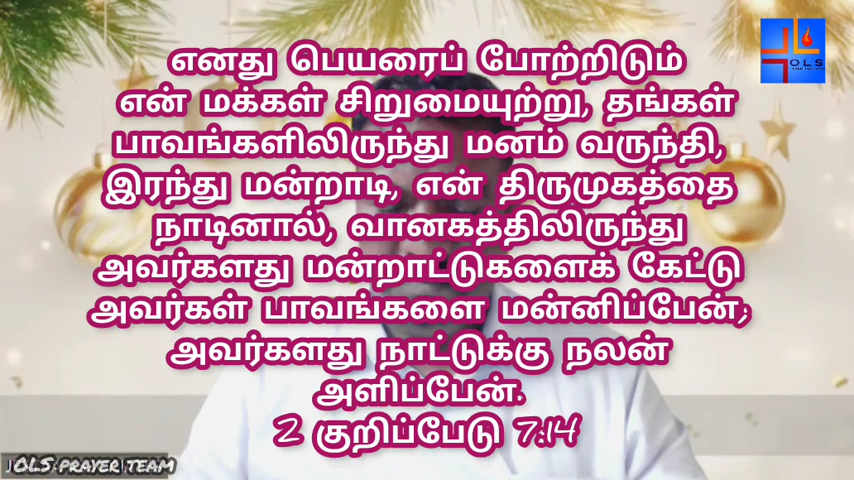 எனது பெயரைப் போற்றிடும்
என் மக்கள் சிறுமையுற்று, தங்கள்
பாவங்களிலிருந்து மனம் வருந்தி,
இரந்து மன்றாடி, என் திருமுகத்தை
நாடினால், வானகத்திலிருந்து
அவர்களது மன்றாட்டுகளைக் கேட்டு
அவர்கள் பாவங்களை மன்னிப்பேன்;
அவர்களது நாட்டுக்கு நலன்
அளிப்பேன்.
2 குறிப்பேடு 7:14
OLS
OLS PRAYER TEAM